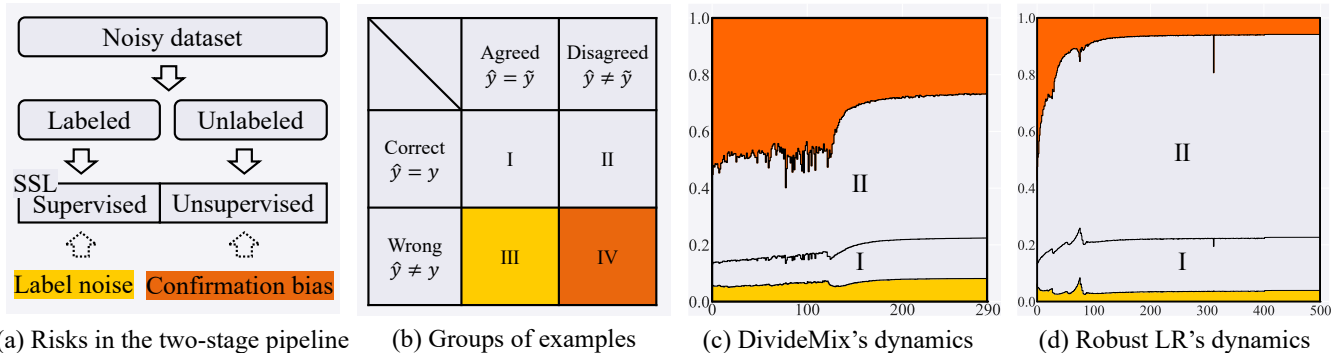 Noisy dataset
Labeled
Unlabeled
SSL
Supervised
Unsupervised
Label noise
Confirmation bias
(a) Risks in the two-stage pipeline
Agreed
ŷ = ỹ
Disagreed
ŷ ≠ ỹ
Correct
ŷ = y
I
II
Wrong
ŷ ≠ y
III
IV
(b) Groups of examples
1.0
0.8
0.6
0.4
0.2
0.0
0
100
200
290
II
I
(c) DivideMix's dynamics
1.0
0.8
0.6
0.4
0.2
0.0
0
100
200
300
400
500
II
I
(d) Robust LR's dynamics